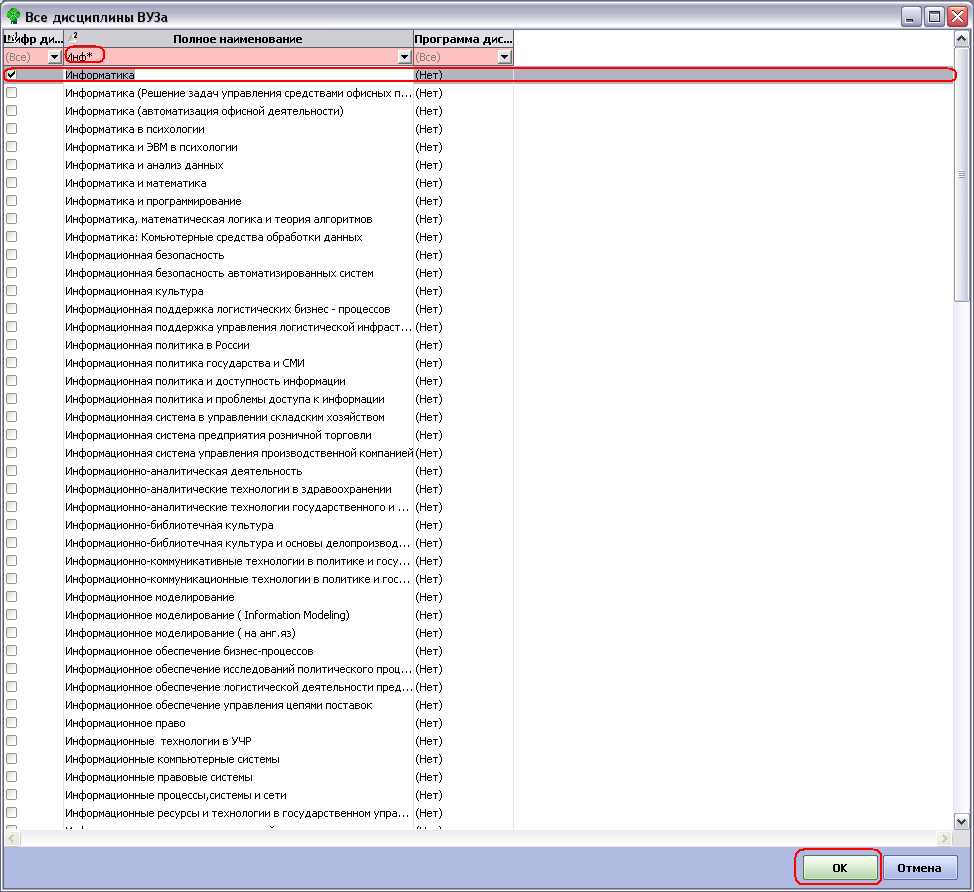 Все дисциплины ВУЗа
Шифр ди... Полное наименование Программа дис...
(Все) Инф* (Все)
Информатика (Нет)
Информатика (Решение задач управления средствами офисных п... (Нет)
Информатика (автоматизация офисной деятельности) (Нет)
Информатика в психологии (Нет)
Информатика и ЭВМ в психологии (Нет)
Информатика и анализ данных (Нет)
Информатика и математика (Нет)
Информатика и программирование (Нет)
Информатика, математическая логика и теория алгоритмов (Нет)
Информатика: Комьютерные средства обработки данных (Нет)
Информационная безопасность (Нет)
Информационная безопасность автоматизированных систем (Нет)
Информационная культура (Нет)
Информационная поддержка логистических бизнес - процессов (Нет)
Информационная поддержка управления логистической инфраст... (Нет)
Информационная политика в России (Нет)
Информационная политика государства и СМИ (Нет)
Информационная политика и доступность информации (Нет)
Информационная политика и проблемы доступа к информации (Нет)
Информационная система в управлении складским хозяйством (Нет)
Информационная система предприятия розничной торговли (Нет)
Информационная система управления производственной компанией (Нет)
Информационно-аналитическая деятельность (Нет)
Информационно-аналитические технологии в здравоохранении (Нет)
Информационно-аналитические технологии государственного и ... (Нет)
Информационно-библиотечная культура (Нет)
Информационно-библиотечная культура и основы делопроизвод... (Нет)
Информационно-коммуникативные технологии в политике и госу... (Нет)
Информационно-коммуникационные технологии в политике и гос... (Нет)
Информационное моделирование (Нет)
Информационное моделирование ( Information Modeling) (Нет)
Информационное моделирование ( на анг.яз) (Нет)
Информационное обеспечение бизнес-процессов (Нет)
Информационное обеспечение исследований политического проц... (Нет)
Информационное обеспечение логистической деятельности пред... (Нет)
Информационное обеспечение управления цепями поставок (Нет)
Информационное право (Нет)
Информационные  технологии в УЧР (Нет)
Информационные компьютерные системы (Нет)
Информационные правовые системы (Нет)
Информационные процессы,системы и сети (Нет)
Информационные ресурсы и технологии в государственном упра... (Нет)
OK Отмена